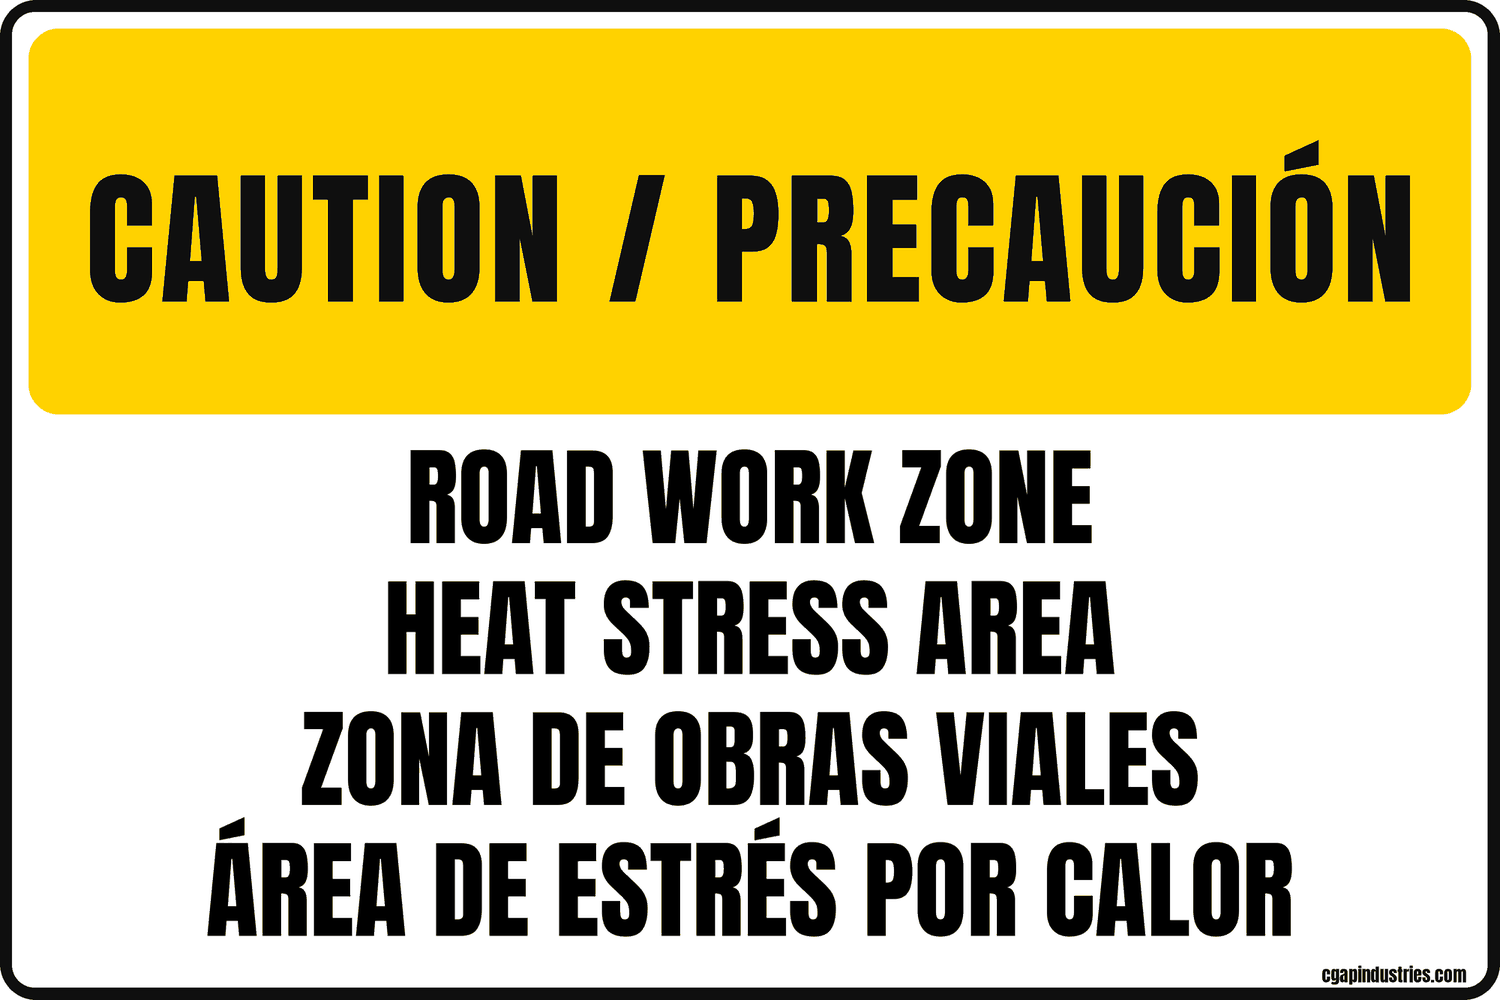 CAUTION / PRECAUCIÓN
ROAD WORK ZONE
HEAT STRESS AREA
ZONA DE OBRAS VIALES
ÁREA DE ESTRÉS POR CALOR
cgapindustries.com